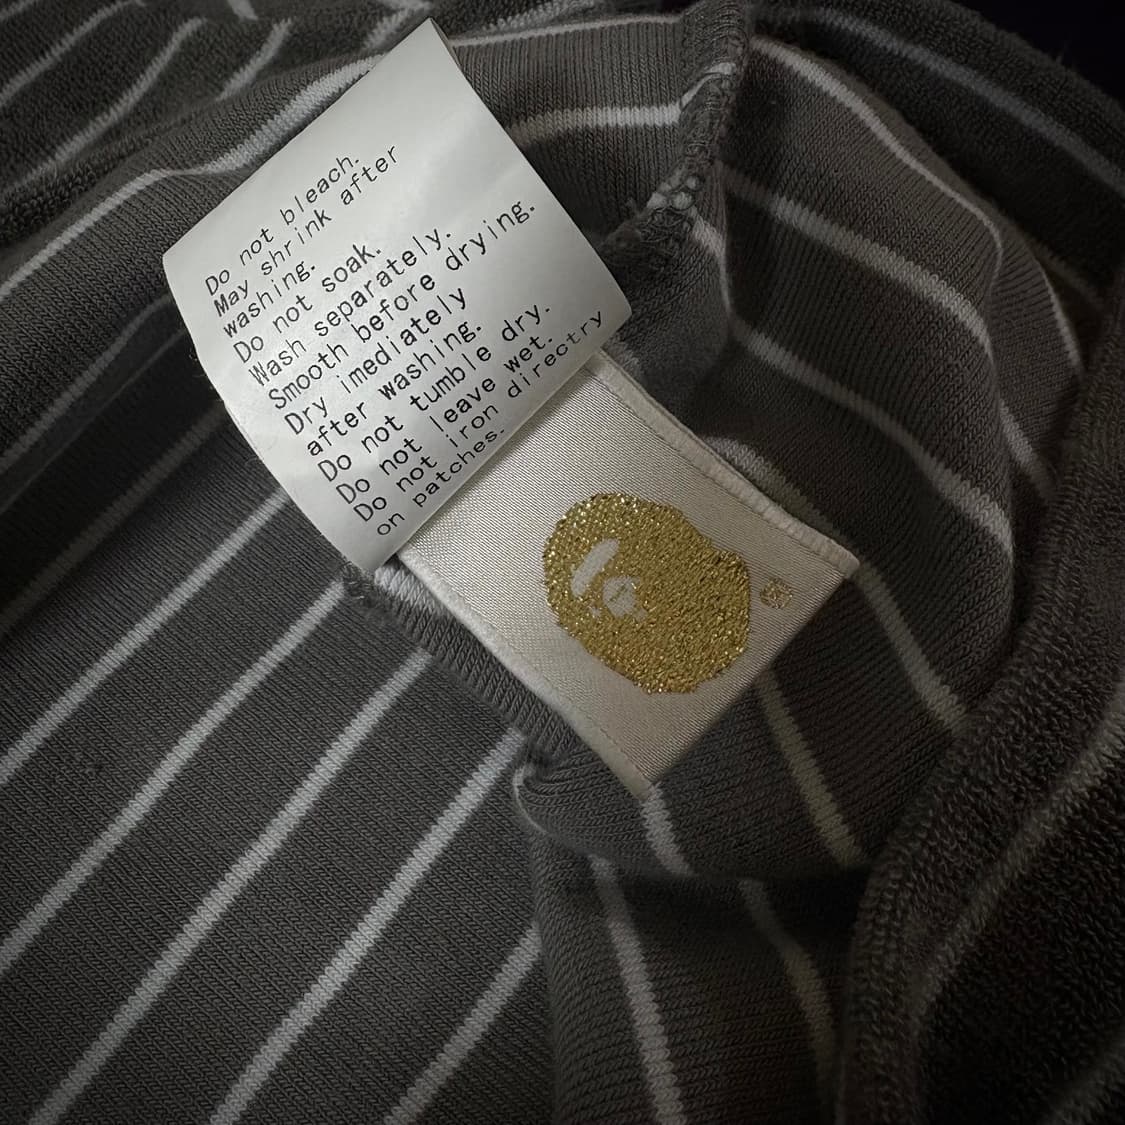 Do not bleach.
May shrink after
washing.
Do not soak.
Wash separately.
Smooth before drying.
Dry imediately
after washing.
Do not tumble dry.
Do not leave wet.
Do not iron directry
on patches.